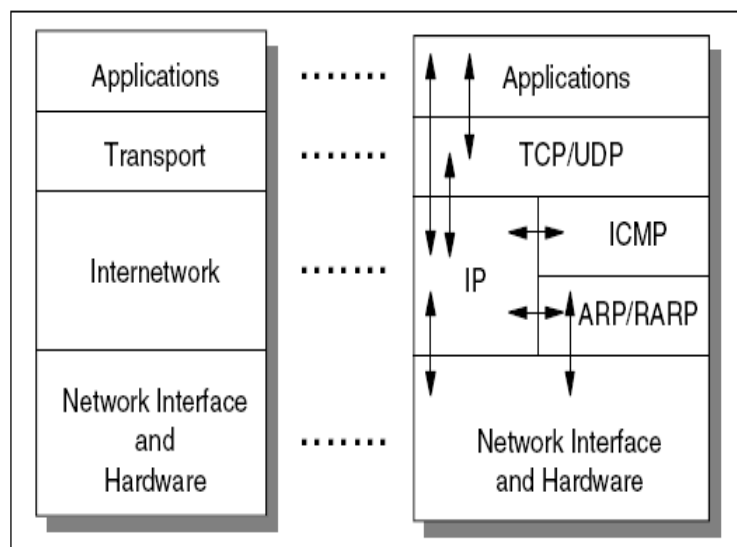 Applications
Transport
Internetwork
Network Interface
and
Hardware
Applications
TCP/UDP
ICMP
IP
ARP/RARP
Network Interface
and Hardware